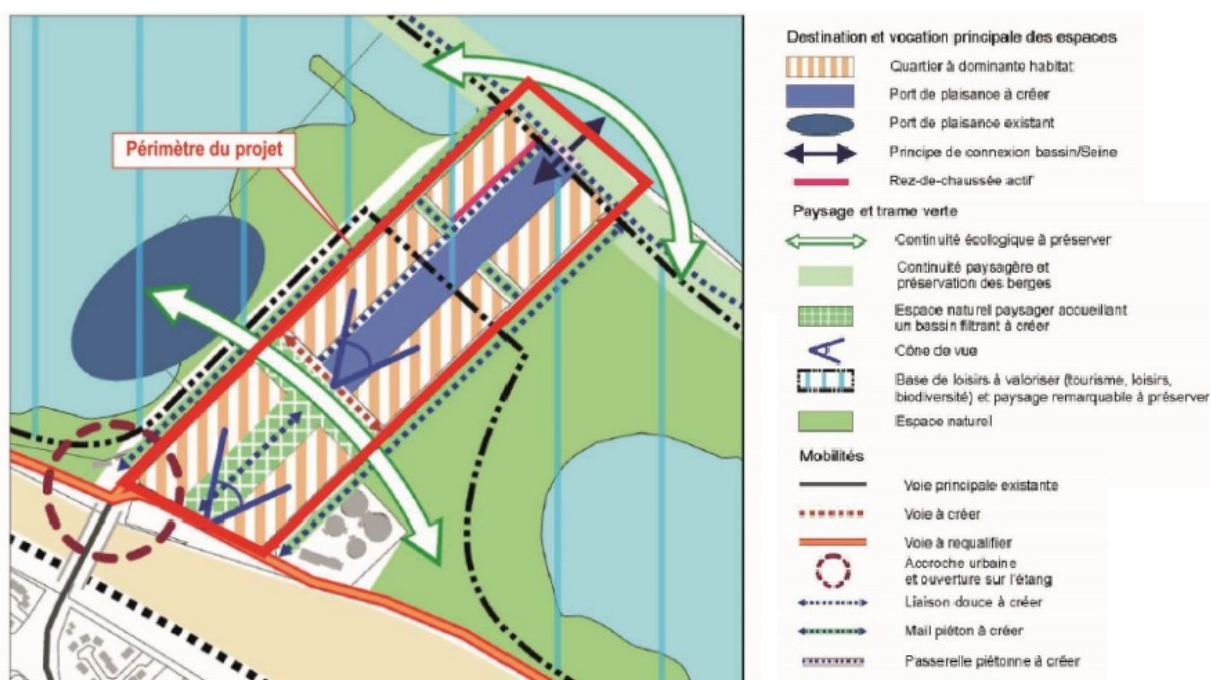 Périmètre du projet
Destination et vocation principale des espaces
Quartier à dominante habitat
Port de plaisance à créer
Port de plaisance existant
Principe de connexion bassin/Seine
Rez-de-chaussée actif
Paysage et trame verte
Continuité écologique à préserver
Continuité paysagère et
préservation des berges
Espace naturel paysager accueillant
un bassin filtrant à créer
Cône de vue
Base de loisirs à valoriser (tourisme, loisirs,
biodiversité) et paysage remarquable à préserver
Espace naturel
Mobilités
Voie principale existante
Voie à créer
Voie à requalifier
Accroche urbaine
et ouverture sur l'étang
Liaison douce à créer
Mail piéton à créer
Passerelle piétonne à créer